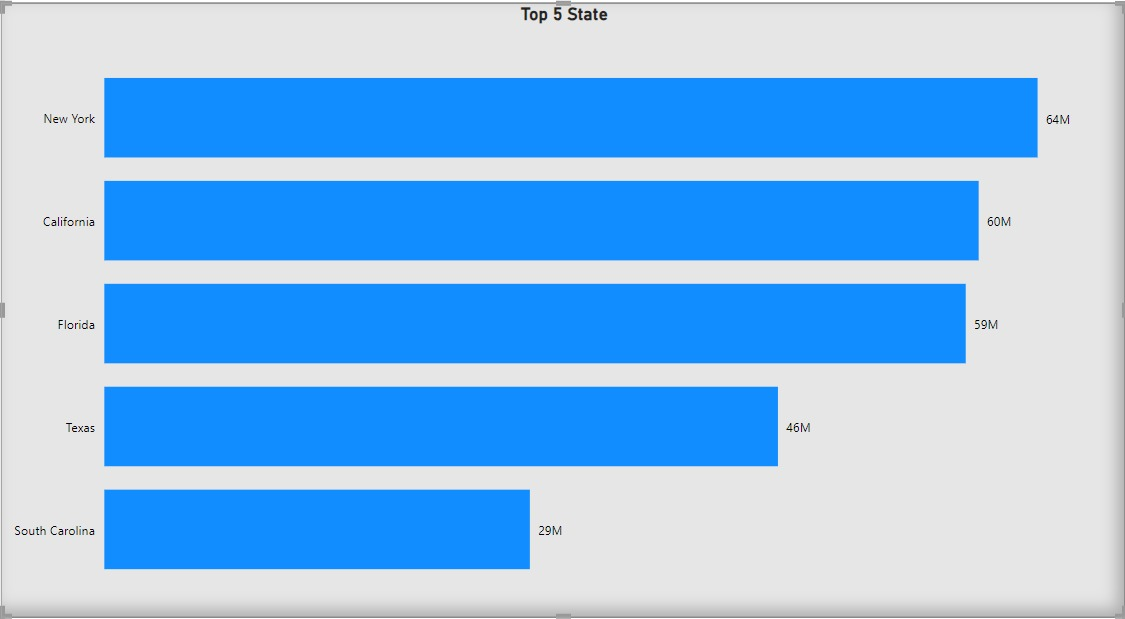 Top 5 State
New York 64M
California 60M
Florida 59M
Texas 46M
South Carolina 29M